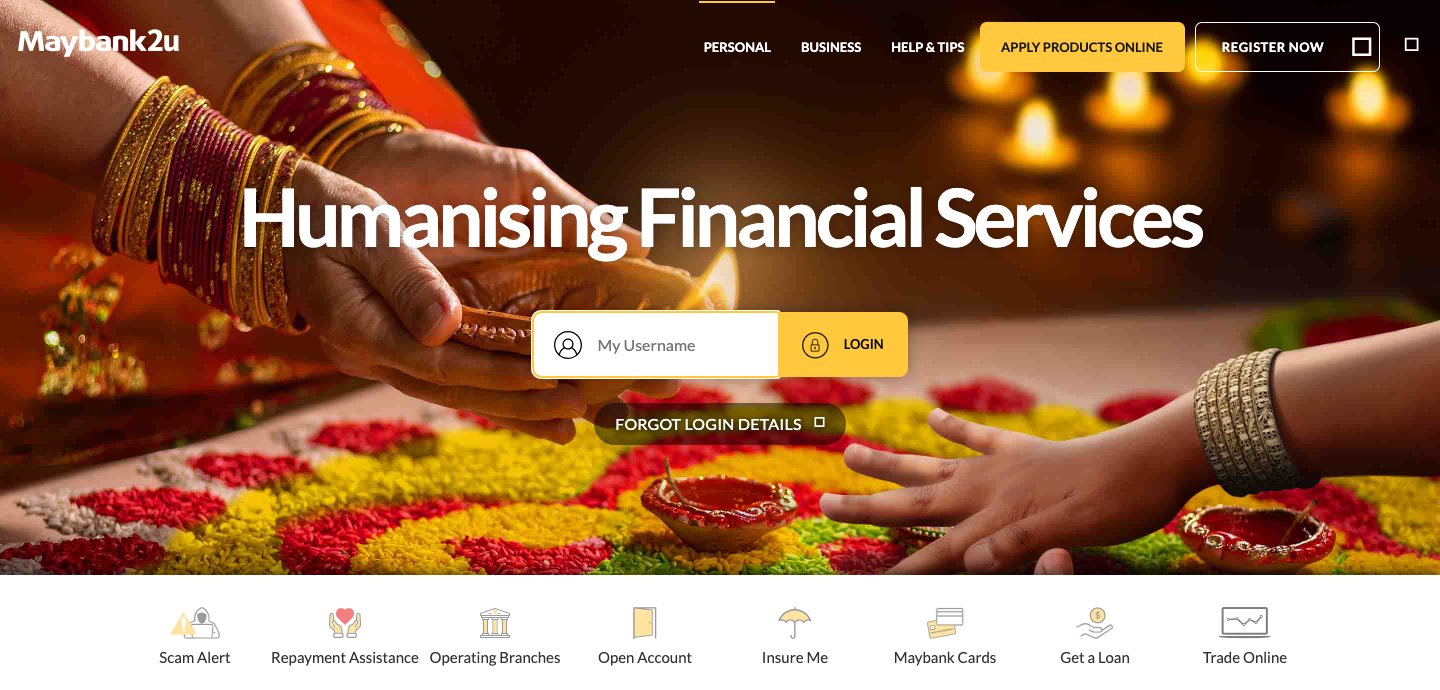 Maybank2u
PERSONAL BUSINESS HELP & TIPS APPLY PRODUCTS ONLINE REGISTER NOW
Humanising Financial Services
My Username LOGIN
FORGOT LOGIN DETAILS
Scam Alert Repayment Assistance Operating Branches Open Account Insure Me Maybank Cards Get a Loan Trade Online